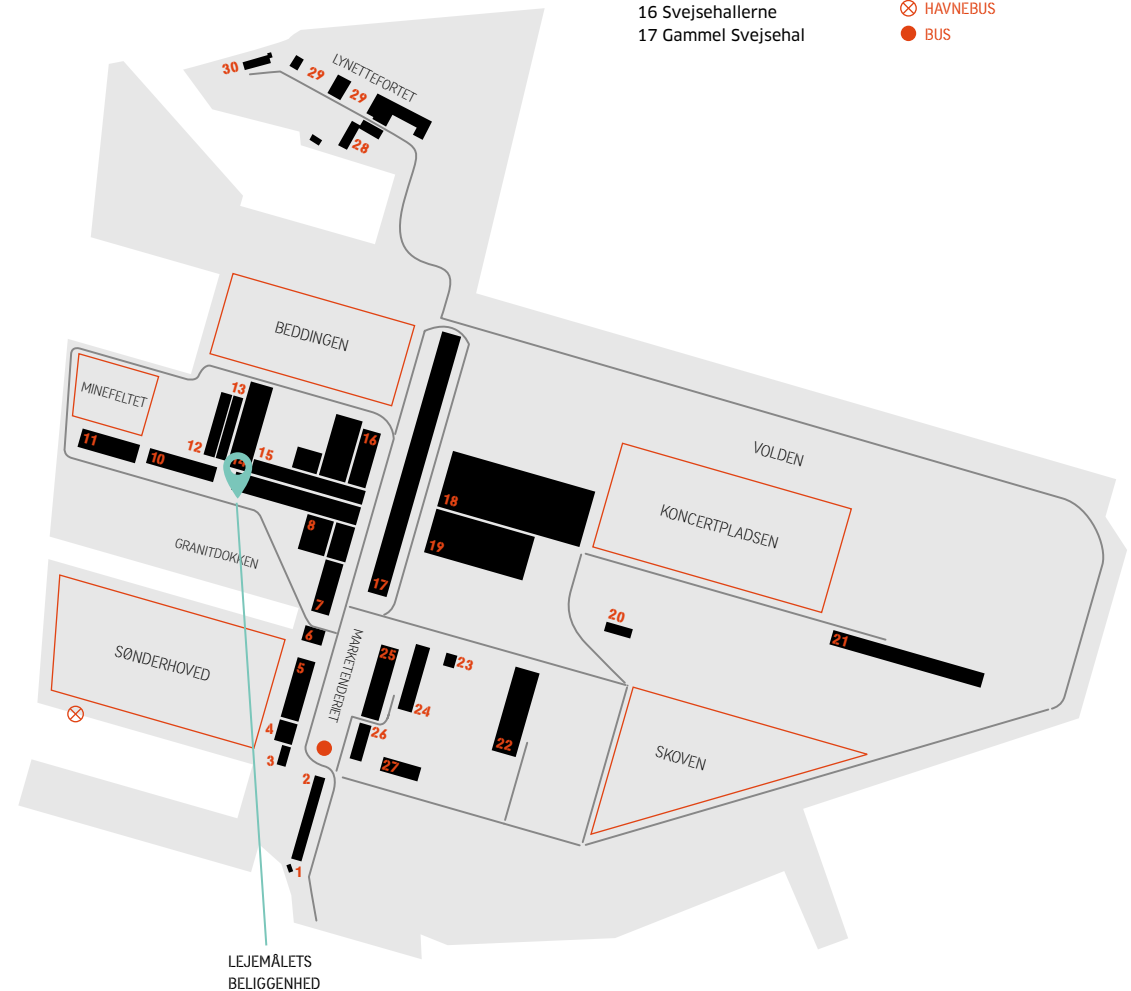 16 Svejsehallerne
17 Gammel Svejsehal
HAVNEBUS
BUS
LYNETTEFORTET
30
29
29
28
BEDDINGEN
MINEFELTET
13
12
11
10
14
15
16
VOLDEN
KONCERTPLADSEN
18
19
8
GRANITDOKKEN
17
7
6
20
21
SØNDERHOVED
MARKETENDERIET
5
25
23
24
4
3
26
22
27
2
SKOVEN
1
LEJEMÅLETS
BELIGGENHED